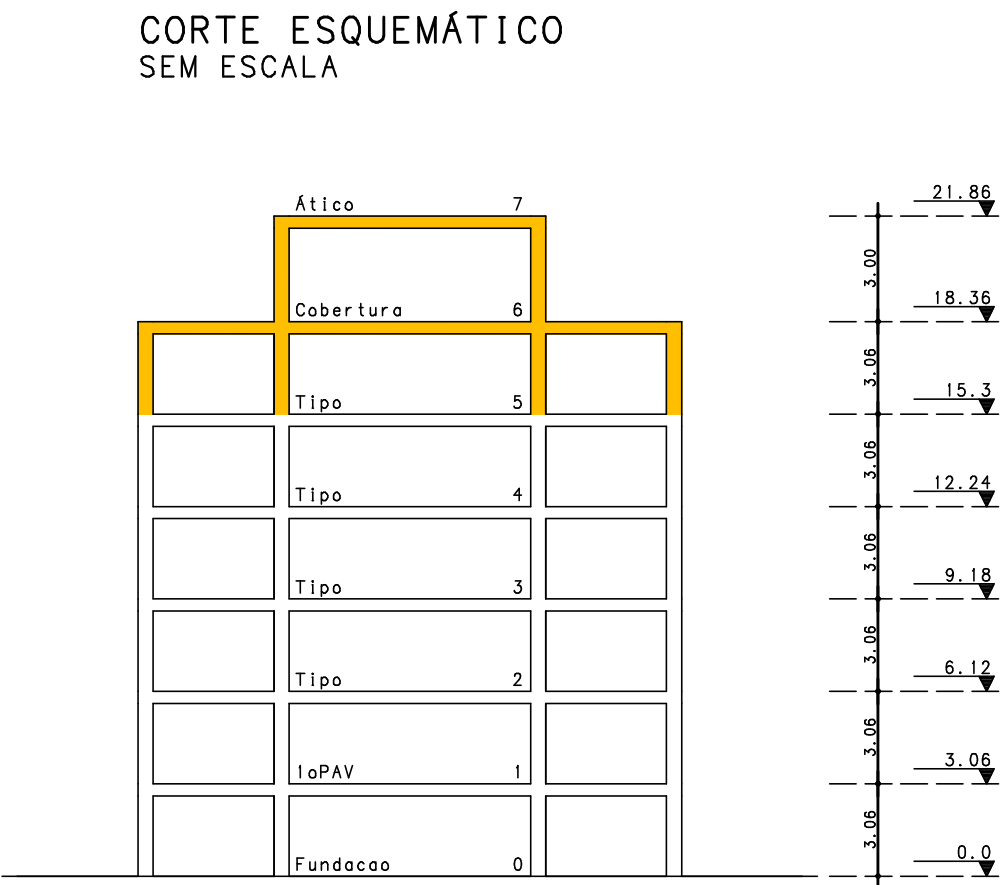 CORTE ESQUEMÁTICO
SEM ESCALA
Ático 7
21.86
3.00
Cobertura 6
18.36
3.06
Tipo 5
15.3
3.06
Tipo 4
12.24
3.06
Tipo 3
9.18
3.06
Tipo 2
6.12
3.06
1oPAV 1
3.06
3.06
Fundacao 0
0.0